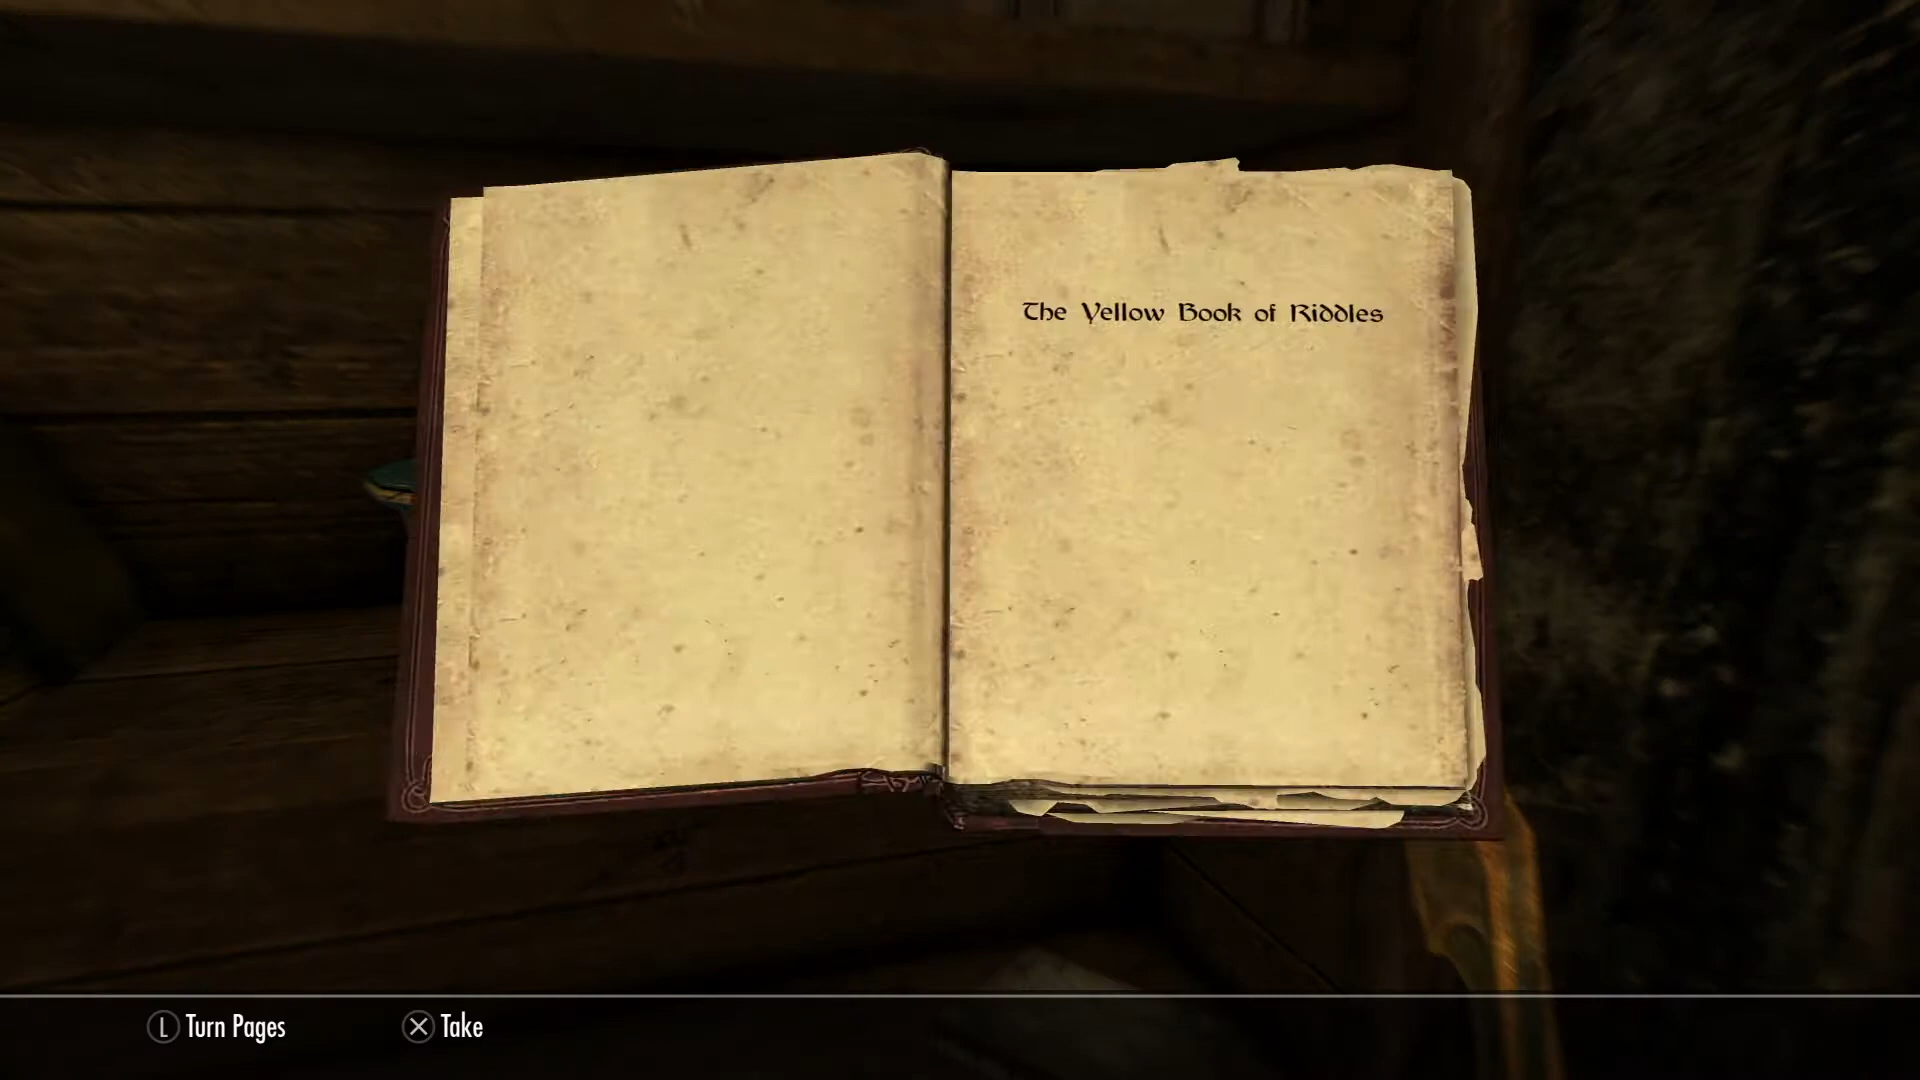 The Yellow Book of Riddles
L Turn Pages
X Take